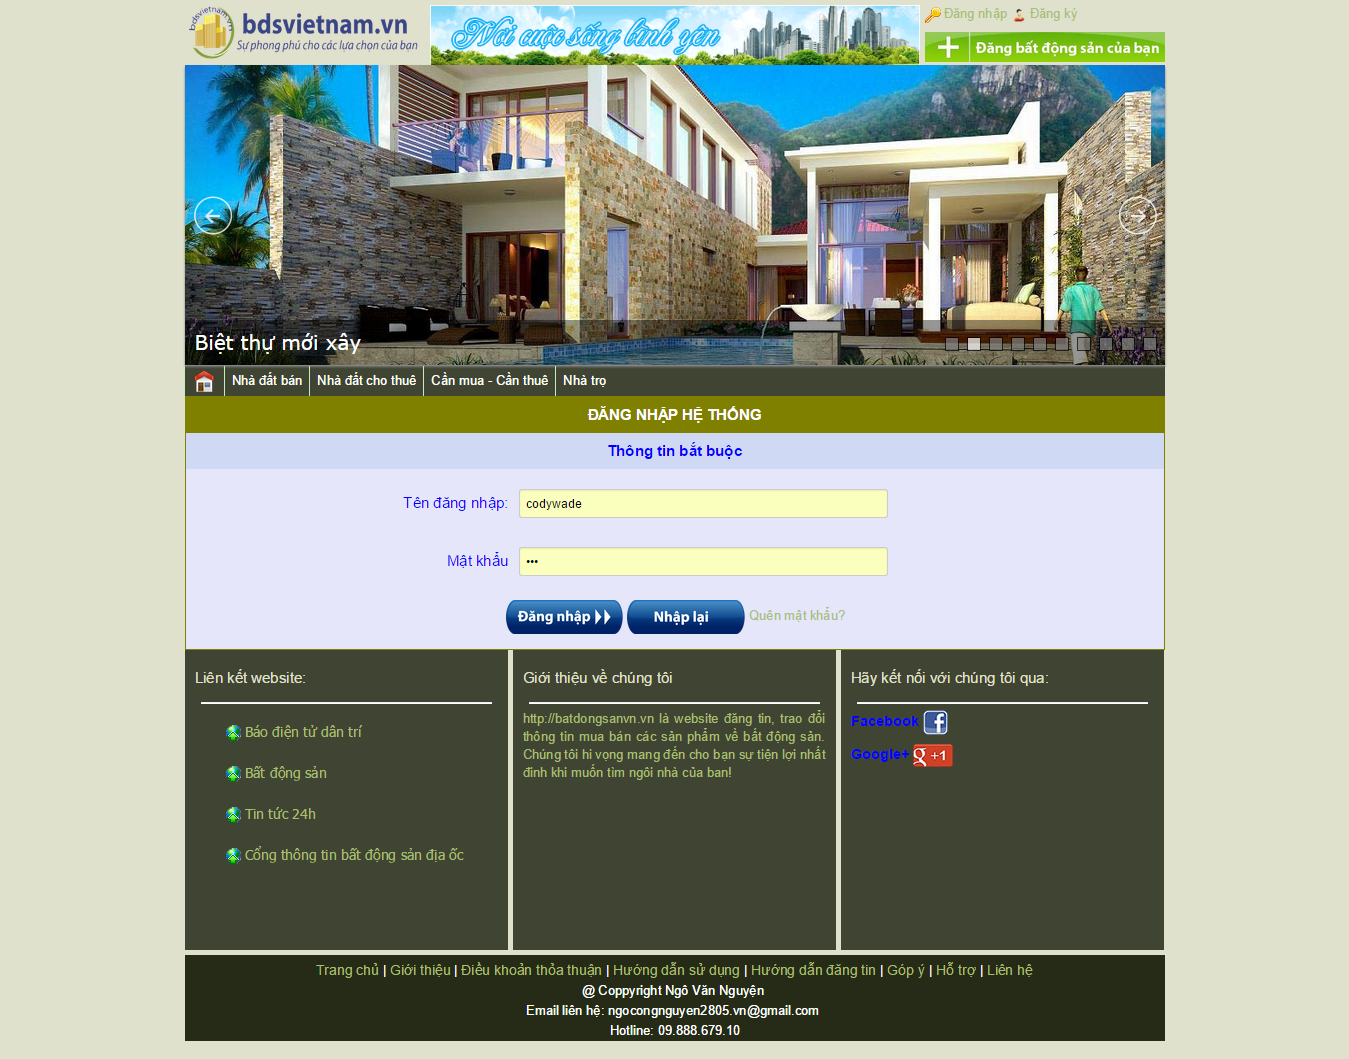 bdsvietnam.vn
Sự phong phú cho các lựa chọn của bạn
Nơi cuộc sống bình yên
Đăng nhập Đăng ký
Đăng bất động sản của bạn
Biệt thự mới xây
Nhà đất bán Nhà đất cho thuê Cần mua - Cần thuê Nhà trọ
ĐĂNG NHẬP HỆ THỐNG
Thông tin bắt buộc
Tên đăng nhập: codywade
Mật khẩu •••
Đăng nhập Nhập lại Quên mật khẩu?
Liên kết website:
Báo điện tử dân trí
Bất động sản
Tin tức 24h
Cổng thông tin bất động sản địa ốc
Giới thiệu về chúng tôi
http://batdongsanvn.vn là website đăng tin, trao đổi
thông tin mua bán các sản phẩm về bất động sản.
Chúng tôi hi vọng mang đến cho bạn sự tiện lợi nhất
đinh khi muốn tìm ngôi nhà của ban!
Hãy kết nối với chúng tôi qua:
Facebook
Google+ g +1
Trang chủ | Giới thiệu | Điều khoản thỏa thuận | Hướng dẫn sử dụng | Hướng dẫn đăng tin | Góp ý | Hỗ trợ | Liên hệ
@ Coppyright Ngô Văn Nguyện
Email liên hệ: ngocongnguyen2805.vn@gmail.com
Hotline: 09.888.679.10